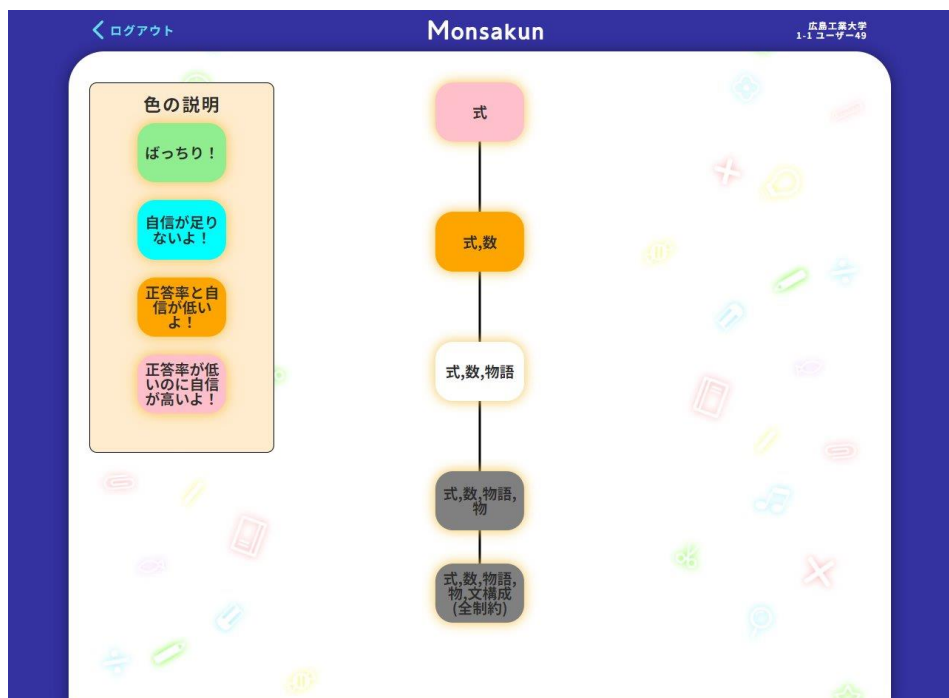 ログアウト
Monsakun
広島工業大学
1-1 ユーザー49
色の説明
ばっちり！
自信が足り
ないよ！
正答率と自
信が低い
よ！
正答率が低
いのに自信
が高いよ！
式
式,数
式,数,物語
式,数,物語,
物
式,数,物語,
物,文構成
(全制約)